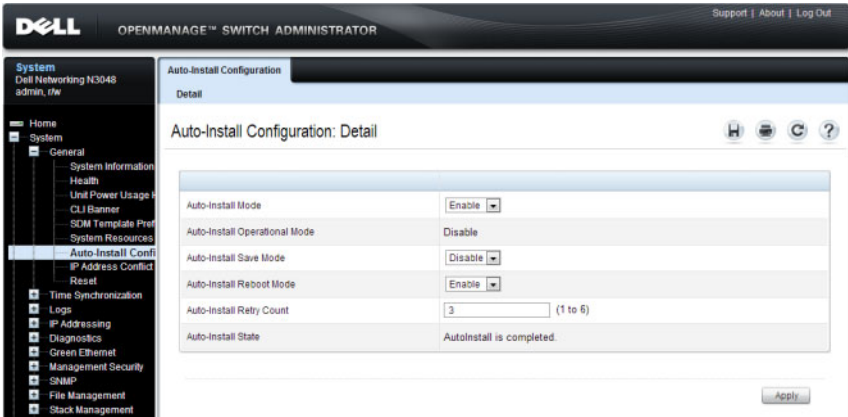 Support | About | Log Out
DELL OPENMANAGE™ SWITCH ADMINISTRATOR
System
Dell Networking N3048
admin, r/w
Home
System
General
System Information
Health
Unit Power Usage H
CLI Banner
SDM Template Pref
System Resources
Auto-Install Confi
IP Address Conflict
Reset
Time Synchronization
Logs
IP Addressing
Diagnostics
Green Ethernet
Management Security
SNMP
File Management
Stack Management
Auto-Install Configuration
Detail
Auto-Install Configuration: Detail
Auto-Install Mode Enable
Auto-Install Operational Mode Disable
Auto-Install Save Mode Disable
Auto-Install Reboot Mode Enable
Auto-Install Retry Count 3 (1 to 6)
Auto-Install State AutoInstall is completed.
Apply